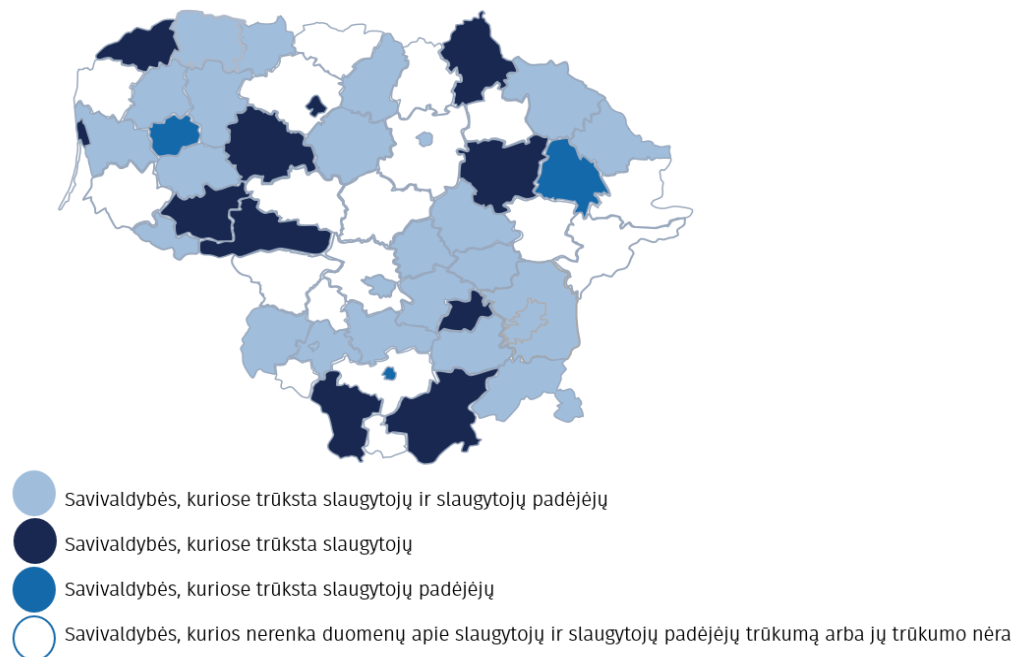 Savivaldybės, kuriose trūksta slaugytojų ir slaugytojų padėjėjų
Savivaldybės, kuriose trūksta slaugytojų
Savivaldybės, kuriose trūksta slaugytojų padėjėjų
Savivaldybės, kurios nerenka duomenų apie slaugytojų ir slaugytojų padėjėjų trūkumą arba jų trūkumo nėra